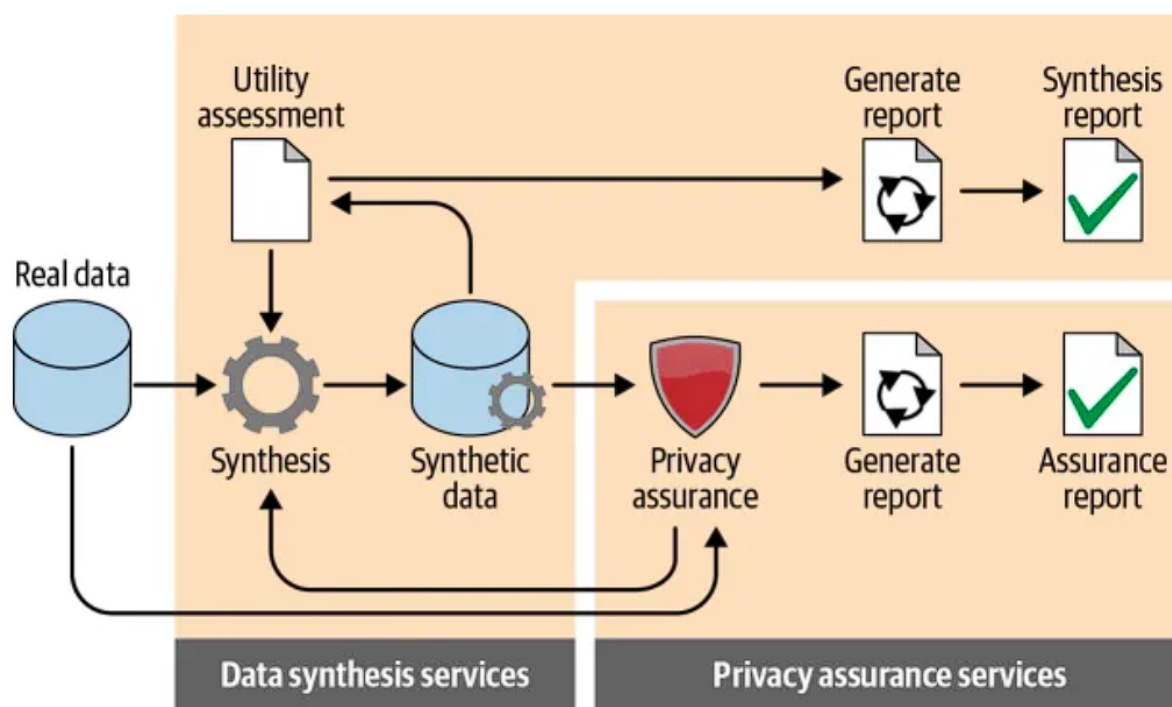 Utility
assessment
Generate
report
Synthesis
report
Real data
Synthesis
Synthetic
data
Privacy
assurance
Generate
report
Assurance
report
Data synthesis services
Privacy assurance services